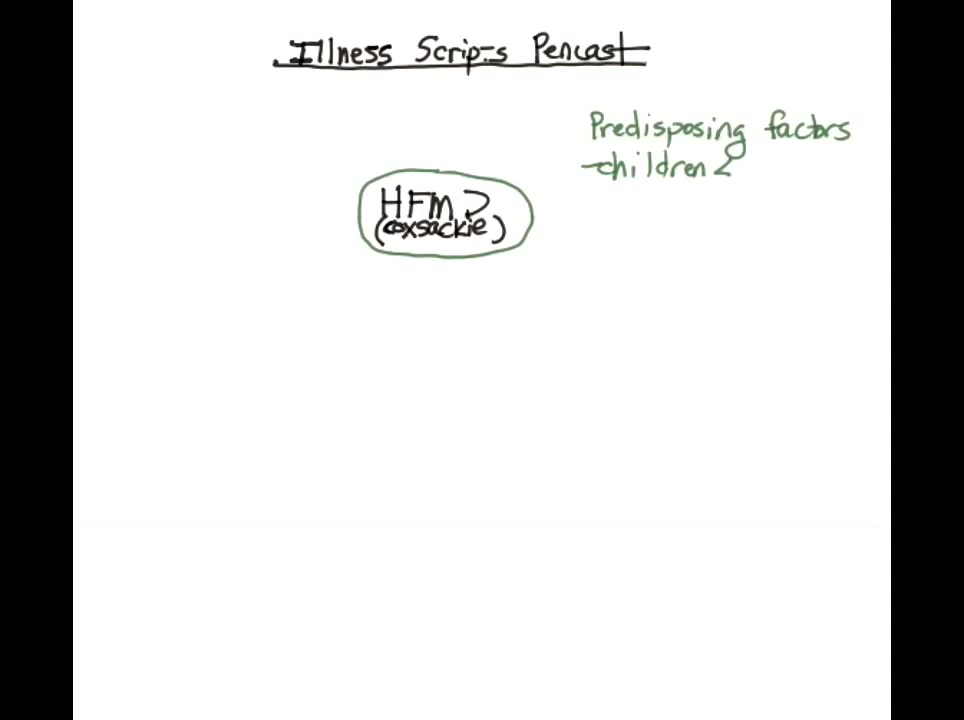 Illness Scripts Pencast
Predisposing factors
-children <
HFMD
(coxsackie)